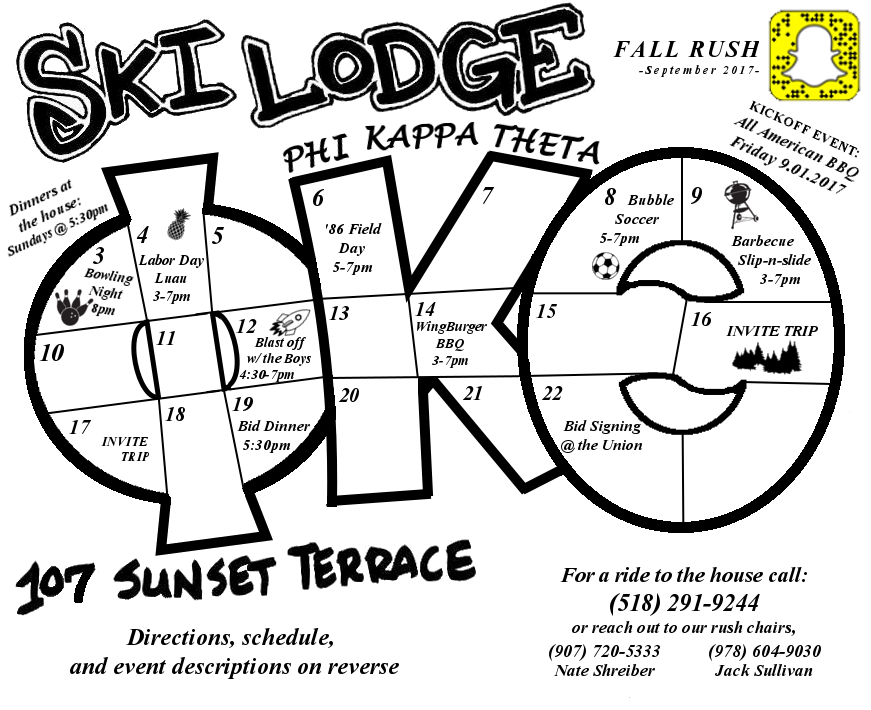 SKI LODGE
FALL RUSH
-September 2017-
PHI KAPPA THETA
KICKOFF EVENT:
All American BBQ
Friday 9.01.2017
Dinners at
the house:
Sundays @ 5:30pm
3
Bowling
Night
8pm
4
Labor Day
Luau
3-7pm
5
6
'86 Field
Day
5-7pm
7
8 Bubble
Soccer
5-7pm
9
Barbecue
Slip-n-slide
3-7pm
10
11
12
Blast off
w/ the Boys
4:30-7pm
13
14
WingBurger
BBQ
3-7pm
15
16
INVITE TRIP
17
INVITE
TRIP
18
19
Bid Dinner
5:30pm
20
21
22
Bid Signing
@ the Union
107 SUNSET TERRACE
Directions, schedule,
and event descriptions on reverse
For a ride to the house call:
(518) 291-9244
or reach out to our rush chairs,
(907) 720-5333 (978) 604-9030
Nate Shreiber Jack Sullivan